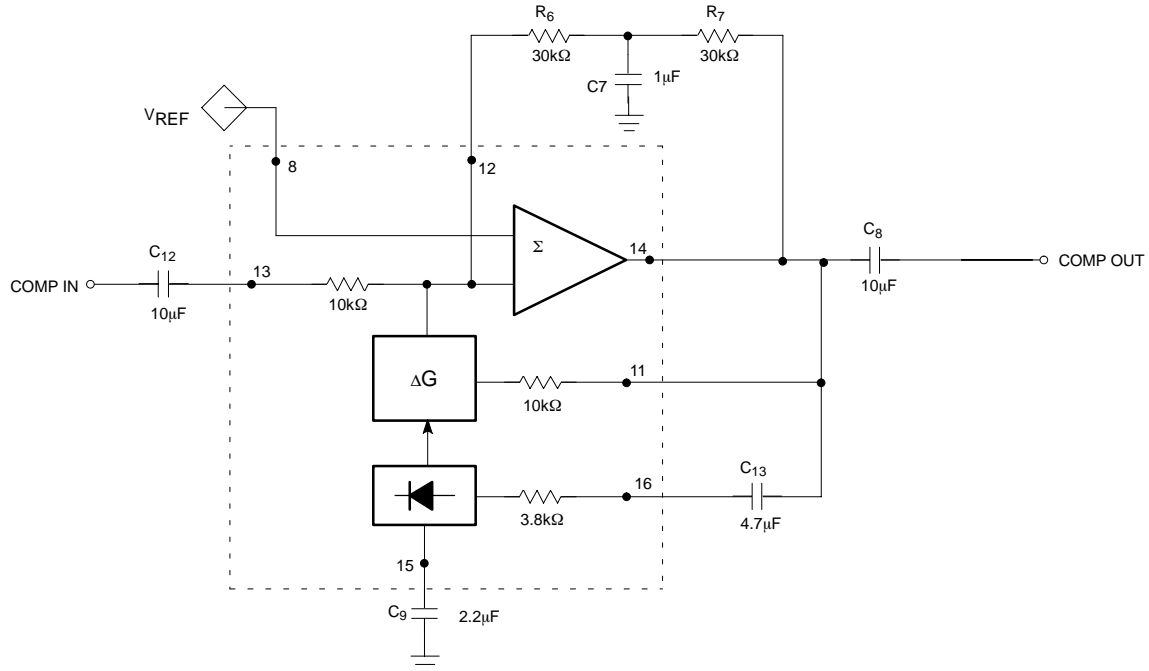 R6
R7
30kΩ
30kΩ
C7
1μF
VREF
8
12
Σ
14
C8
C12
13
COMP OUT
COMP IN
10μF
10kΩ
10μF
ΔG
11
10kΩ
C13
16
3.8kΩ
4.7μF
15
C9
2.2μF